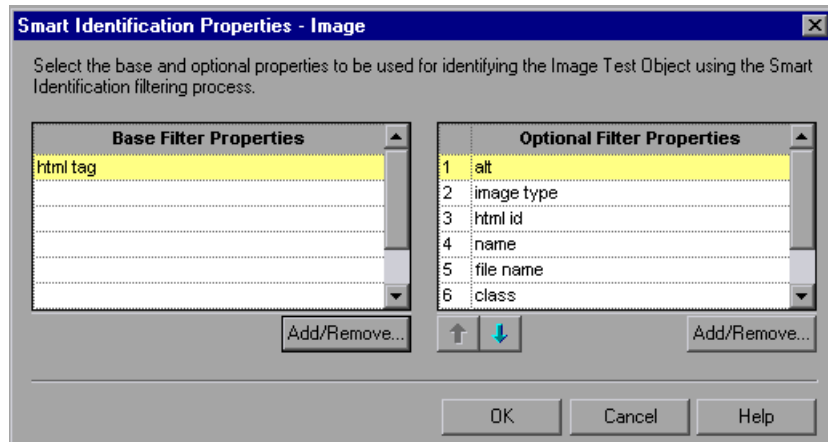 Smart Identification Properties - Image
Select the base and optional properties to be used for identifying the Image Test Object using the Smart
Identification filtering process.
Base Filter Properties
html tag
Add/Remove...
Optional Filter Properties
1 alt
2 image type
3 html id
4 name
5 file name
6 class
Add/Remove...
OK
Cancel
Help